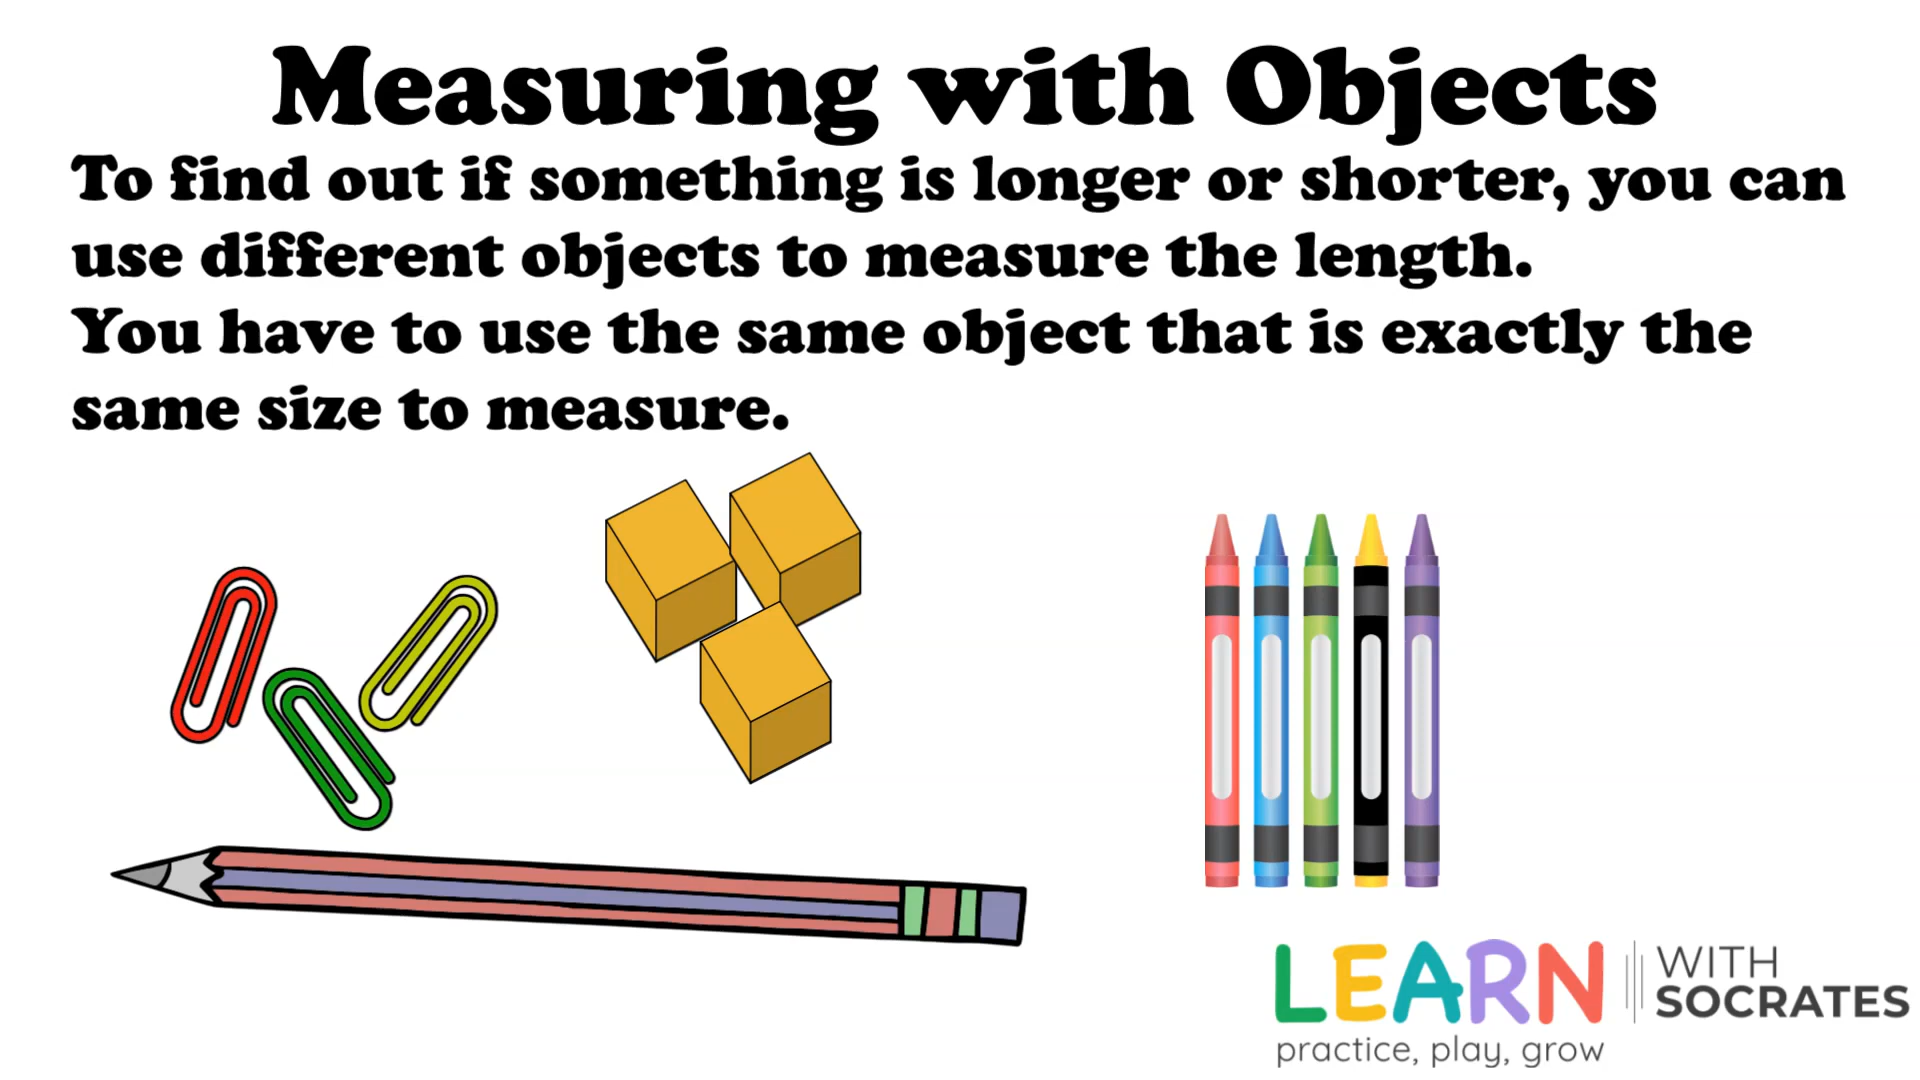 Measuring with Objects
To find out if something is longer or shorter, you can
use different objects to measure the length.
You have to use the same object that is exactly the
same size to measure.
LEARN WITH
SOCRATES
practice, play, grow